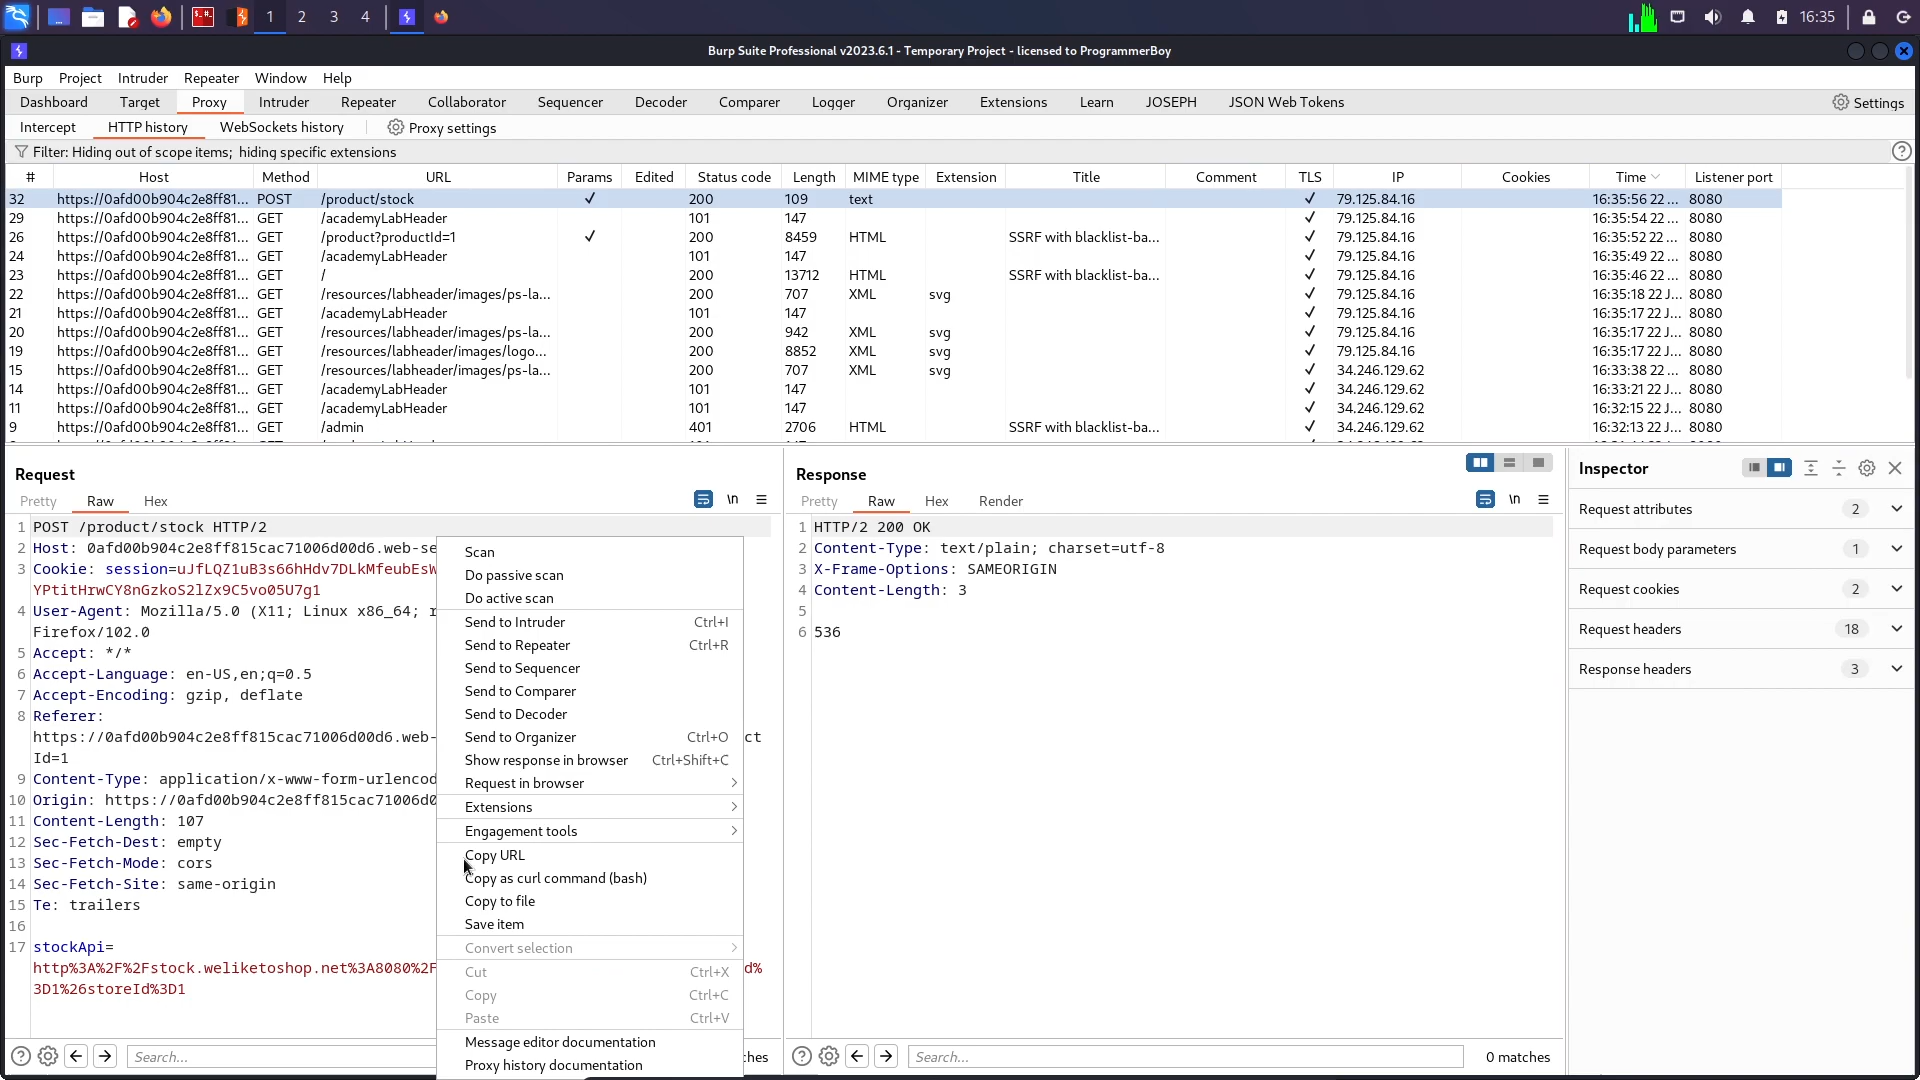 1 2 3 4 16:35
Burp Suite Professional v2023.6.1 - Temporary Project - licensed to ProgrammerBoy
Burp Project Intruder Repeater Window Help
Dashboard Target Proxy Intruder Repeater Collaborator Sequencer Decoder Comparer Logger Organizer Extensions Learn JOSEPH JSON Web Tokens Settings
Intercept HTTP history WebSockets history Proxy settings
Filter: Hiding out of scope items; hiding specific extensions
# Host Method URL Params Edited Status code Length MIME type Extension Title Comment TLS IP Cookies Time Listener port
32 https://0afd00b904c2e8ff81... POST /product/stock ✓ 200 109 text ✓ 79.125.84.16 16:35:56 22 ... 8080
29 https://0afd00b904c2e8ff81... GET /academyLabHeader 101 147 ✓ 79.125.84.16 16:35:54 22 ... 8080
26 https://0afd00b904c2e8ff81... GET /product?productId=1 ✓ 200 8459 HTML SSRF with blacklist-ba... ✓ 79.125.84.16 16:35:52 22 ... 8080
24 https://0afd00b904c2e8ff81... GET /academyLabHeader 101 147 ✓ 79.125.84.16 16:35:49 22 ... 8080
23 https://0afd00b904c2e8ff81... GET / 200 13712 HTML SSRF with blacklist-ba... ✓ 79.125.84.16 16:35:46 22 ... 8080
22 https://0afd00b904c2e8ff81... GET /resources/labheader/images/ps-la... 200 707 XML svg ✓ 79.125.84.16 16:35:18 22 J... 8080
21 https://0afd00b904c2e8ff81... GET /academyLabHeader 101 147 ✓ 79.125.84.16 16:35:17 22 J... 8080
20 https://0afd00b904c2e8ff81... GET /resources/labheader/images/ps-la... 200 942 XML svg ✓ 79.125.84.16 16:35:17 22 J... 8080
19 https://0afd00b904c2e8ff81... GET /resources/labheader/images/logo... 200 8852 XML svg ✓ 79.125.84.16 16:35:17 22 J... 8080
15 https://0afd00b904c2e8ff81... GET /resources/labheader/images/ps-la... 200 707 XML svg ✓ 34.246.129.62 16:33:38 22 ... 8080
14 https://0afd00b904c2e8ff81... GET /academyLabHeader 101 147 ✓ 34.246.129.62 16:33:21 22 J... 8080
11 https://0afd00b904c2e8ff81... GET /academyLabHeader 101 147 ✓ 34.246.129.62 16:32:15 22 J... 8080
9 https://0afd00b904c2e8ff81... GET /admin 401 2706 HTML SSRF with blacklist-ba... ✓ 34.246.129.62 16:32:13 22 J... 8080
Request
Pretty Raw Hex \n
1 POST /product/stock HTTP/2
2 Host: 0afd00b904c2e8ff815cac71006d00d6.web-se
3 Cookie: session=uJfLQZ1uB3s66hHdv7DLkMfeubEsW
YPtitHrwCY8nGzkoS2lZx9C5vo05U7g1
4 User-Agent: Mozilla/5.0 (X11; Linux x86_64; r
Firefox/102.0
5 Accept: */*
6 Accept-Language: en-US,en;q=0.5
7 Accept-Encoding: gzip, deflate
8 Referer:
https://0afd00b904c2e8ff815cac71006d00d6.web- ct
Id=1
9 Content-Type: application/x-www-form-urlencod
10 Origin: https://0afd00b904c2e8ff815cac71006d0
11 Content-Length: 107
12 Sec-Fetch-Dest: empty
13 Sec-Fetch-Mode: cors
14 Sec-Fetch-Site: same-origin
15 Te: trailers
16
17 stockApi=
http%3A%2F%2Fstock.weliketoshop.net%3A8080%2F d%
3D1%26storeId%3D1
Search... hes
Scan
Do passive scan
Do active scan
Send to Intruder Ctrl+I
Send to Repeater Ctrl+R
Send to Sequencer
Send to Comparer
Send to Decoder
Send to Organizer Ctrl+O
Show response in browser Ctrl+Shift+C
Request in browser
Extensions
Engagement tools
Copy URL
Copy as curl command (bash)
Copy to file
Save item
Convert selection
Cut Ctrl+X
Copy Ctrl+C
Paste Ctrl+V
Message editor documentation
Proxy history documentation
Response
Pretty Raw Hex Render \n
1 HTTP/2 200 OK
2 Content-Type: text/plain; charset=utf-8
3 X-Frame-Options: SAMEORIGIN
4 Content-Length: 3
5
6 536
Search... 0 matches
Inspector
Request attributes 2
Request body parameters 1
Request cookies 2
Request headers 18
Response headers 3